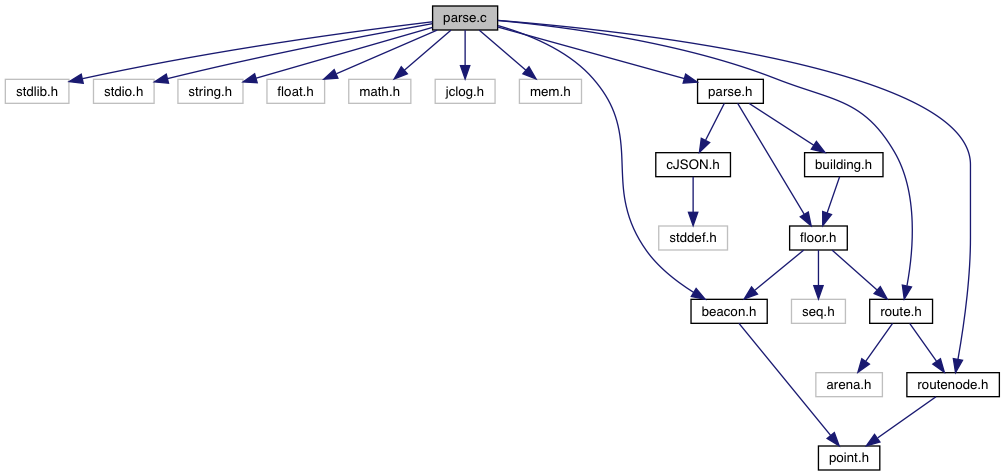 parse.c
stdlib.h
stdio.h
string.h
float.h
math.h
jclog.h
mem.h
parse.h
cJSON.h
building.h
stddef.h
floor.h
beacon.h
seq.h
route.h
arena.h
routenode.h
point.h